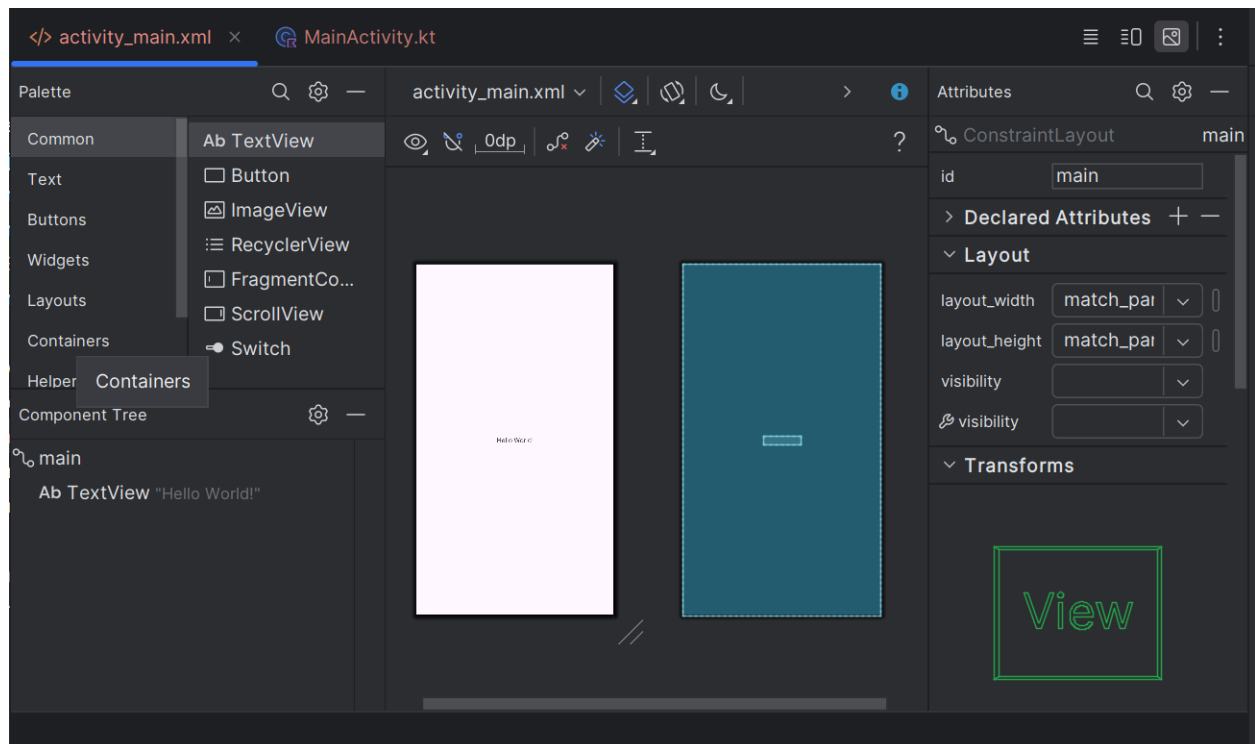 activity_main.xml
MainActivity.kt
Palette
Common
Text
Buttons
Widgets
Layouts
Containers
Helper
Containers
Ab TextView
Button
ImageView
RecyclerView
FragmentCo...
ScrollView
Switch
Component Tree
main
Ab TextView "Hello World!"
activity_main.xml
0dp
?
Hello World
Attributes
ConstraintLayout main
id main
Declared Attributes
Layout
layout_width match_par
layout_height match_par
visibility
visibility
Transforms
View